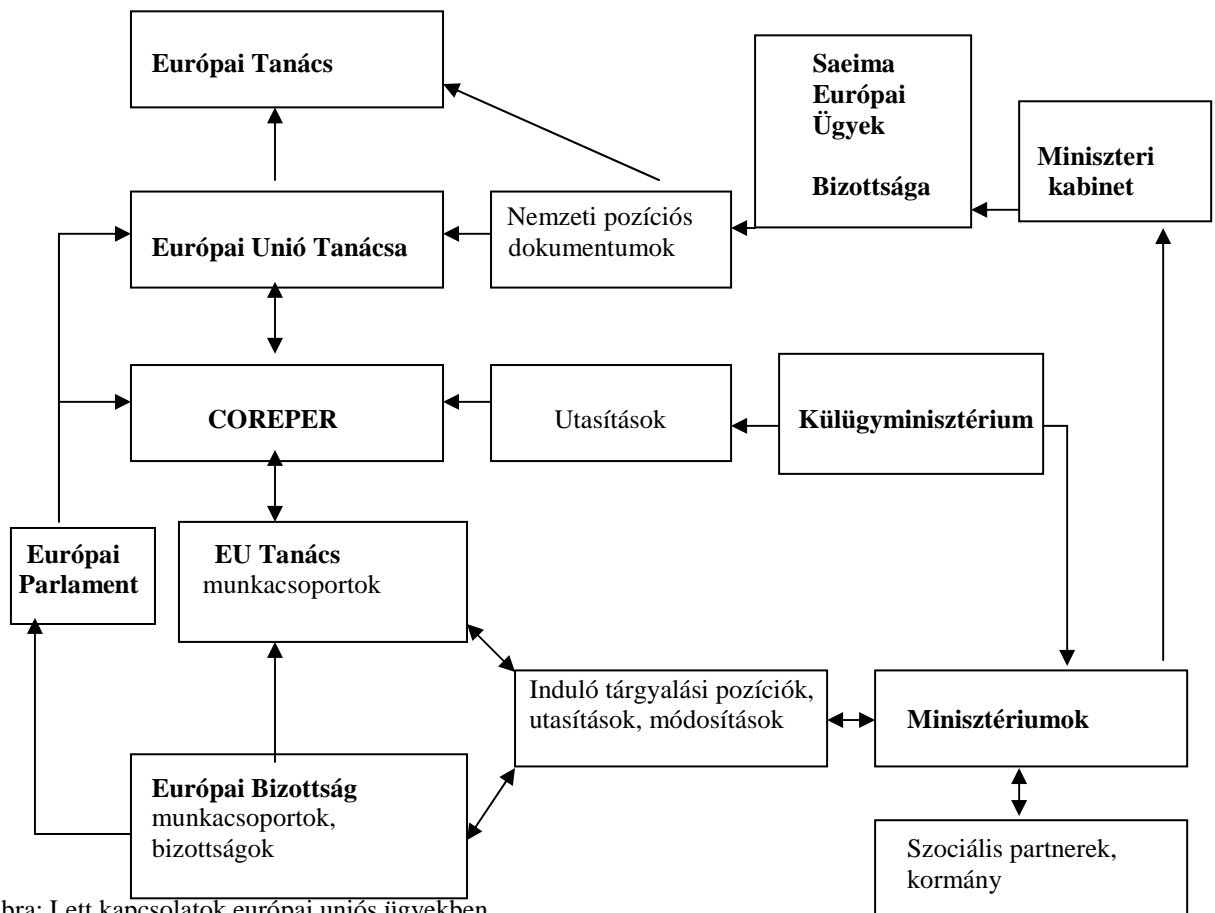 Európai Tanács
Saeima
Európai
Ügyek
Bizottsága
Miniszteri
kabinet
Nemzeti pozíciós
dokumentumok
Európai Unió Tanácsa
COREPER
Utasítások
Külügyminisztérium
Európai
Parlament
EU Tanács
munkacsoportok
Induló tárgyalási pozíciók,
utasítások, módosítások
Minisztériumok
Európai Bizottság
munkacsoportok,
bizottságok
Szociális partnerek,
kormány
bra: Lett kapcsolatok európai uniós ügyekben